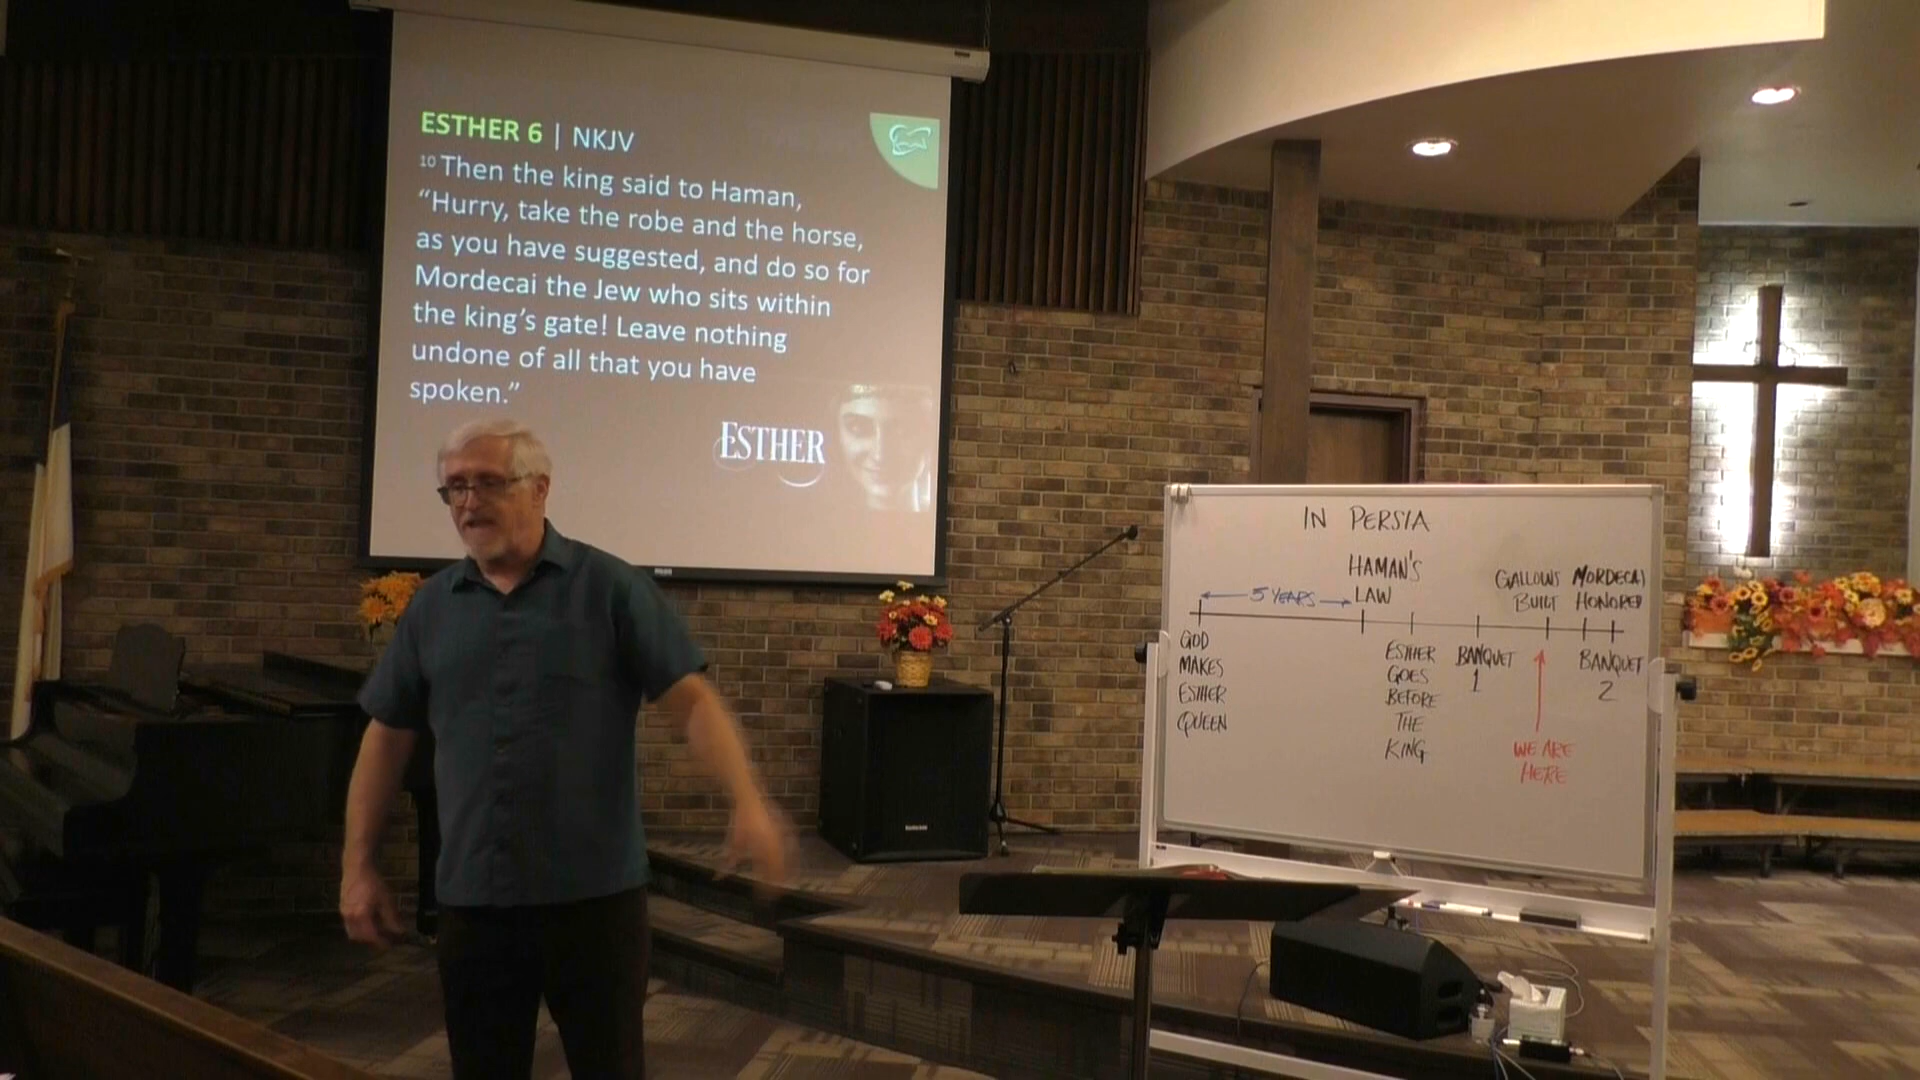 ESTHER 6 | NKJV
10 Then the king said to Haman,
“Hurry, take the robe and the horse,
as you have suggested, and do so for
Mordecai the Jew who sits within
the king’s gate! Leave nothing
undone of all that you have
spoken.”
ESTHER
IN PERSIA
HAMAN'S
LAW
5 YEARS
GALLOWS
BUILT
MORDECAI
HONORED
GOD
MAKES
ESTHER
QUEEN
ESTHER
GOES
BEFORE
THE
KING
BANQUET
1
BANQUET
2
WE ARE
HERE